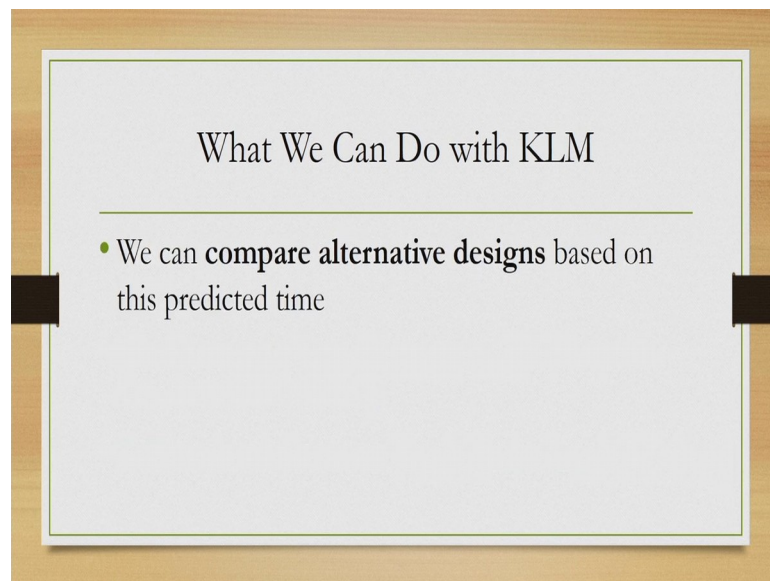 What We Can Do with KLM
• We can compare alternative designs based on
this predicted time